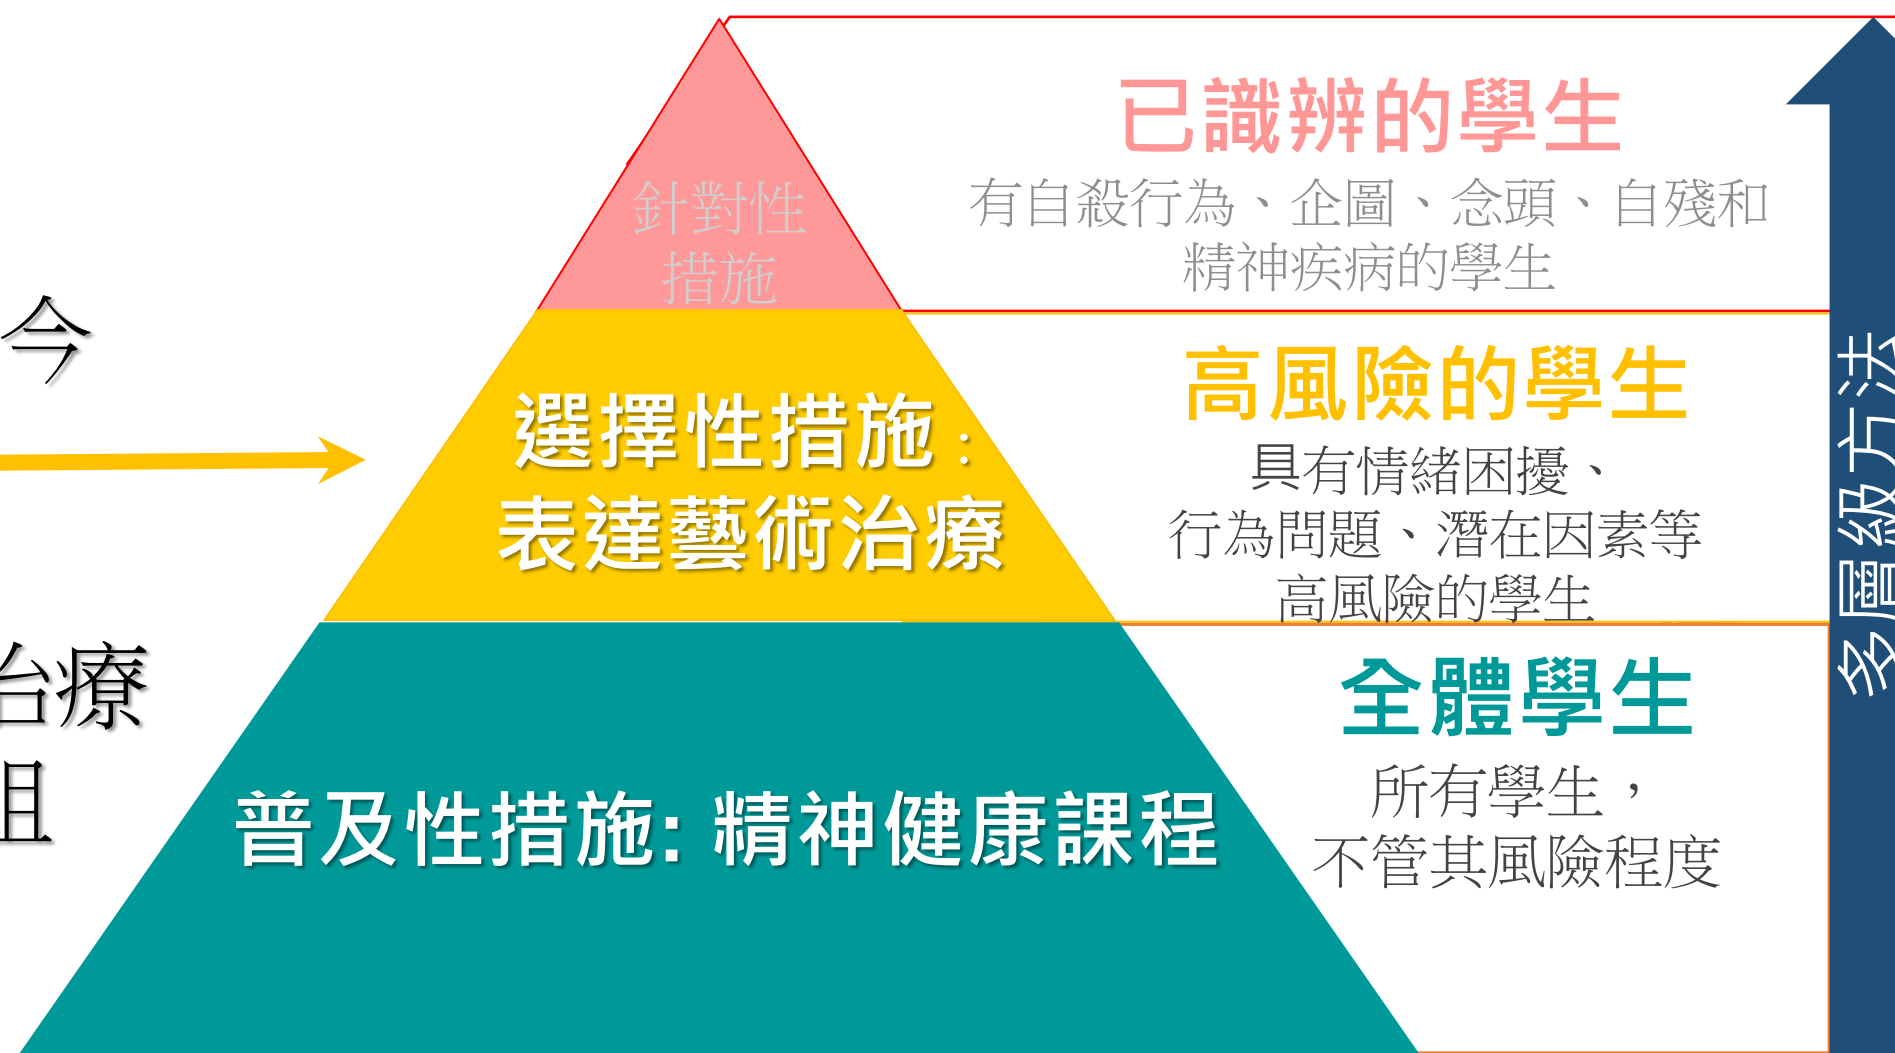 已識辨的學生
有自殺行為、企圖、念頭、自殘和
精神疾病的學生
針對性
措施
今
高風險的學生
具有情緒困擾、
行為問題、潛在因素等
高風險的學生
選擇性措施：
表達藝術治療
治療
組
全體學生
所有學生，
不管其風險程度
普及性措施: 精神健康課程
多層級方法